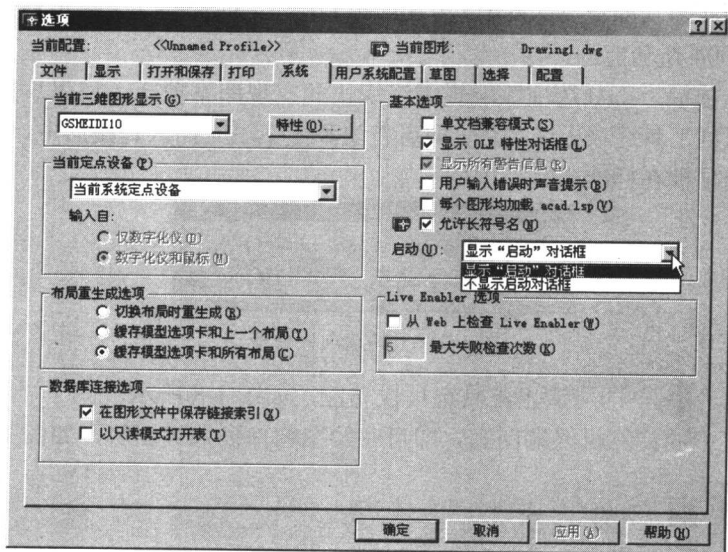 选项
当前配置: <<Unnamed Profile>> 当前图形: Drawing1.dwg
文件 显示 打开和保存 打印 系统 用户系统配置 草图 选择 配置
当前三维图形显示(G)
GSHEIDI10 特性(O)...
当前定点设备(P)
当前系统定点设备
输入自:
仅数字化仪(D)
数字化仪和鼠标(M)
布局重生成选项
切换布局时重生成(R)
缓存模型选项卡和上一个布局(Y)
缓存模型选项卡和所有布局(C)
数据库连接选项
在图形文件中保存链接索引(X)
以只读模式打开表(T)
基本选项
单文档兼容模式(S)
显示 OLE 特性对话框(L)
显示所有警告信息(R)
用户输入错误时声音提示(B)
每个图形均加载 acad.lsp(V)
允许长符号名(N)
启动(U): 显示“启动”对话框
显示“启动”对话框
不显示启动对话框
Live Enabler 选项
从 Web 上检查 Live Enabler(W)
5 最大失败检查次数(K)
确定 取消 应用(A) 帮助(H)